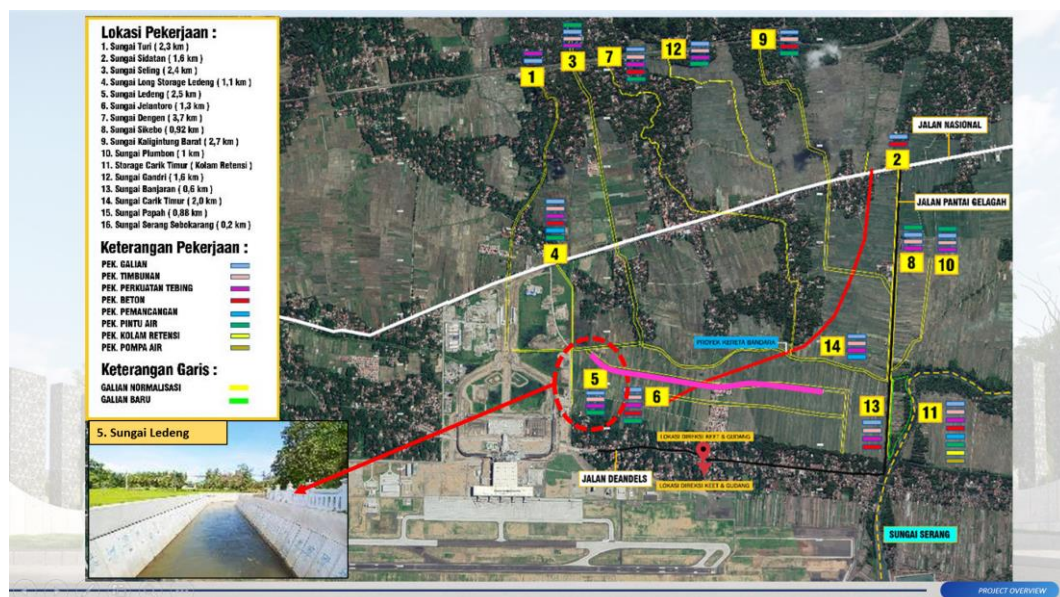 Lokasi Pekerjaan :
1. Sungai Turi ( 2,3 km )
2. Sungai Sidatan ( 1,6 km )
3. Sungai Seling ( 2,4 km )
4. Sungai Long Storage Ledeng ( 1,1 km )
5. Sungai Ledeng ( 2,5 km )
6. Sungai Jelantoro ( 1,3 km )
7. Sungai Dengen ( 3,7 km )
8. Sungai Sikebo ( 0,92 km )
9. Sungai Kaligintung Barat ( 2,7 km )
10. Sungai Plumbon ( 1 km )
11. Storage Carik Timur ( Kolam Retensi )
12. Sungai Gandri ( 1,6 km )
13. Sungai Banjaran ( 0,6 km )
14. Sungai Carik Timur ( 2,0 km )
15. Sungai Papah ( 0,88 km )
16. Sungai Serang Sebokarang ( 0,2 km )
Keterangan Pekerjaan :
PEK. GALIAN
PEK. TIMBUNAN
PEK. PERKUATAN TEBING
PEK. BETON
PEK. PEMANCANGAN
PEK. PINTU AIR
PEK. KOLAM RETENSI
PEK. POMPA AIR
Keterangan Garis :
GALIAN NORMALISASI
GALIAN BARU
5. Sungai Ledeng
1
3
7
12
9
JALAN NASIONAL
2
JALAN PANTAI GELAGAH
4
8
10
PROYEK KERETA BANDARA
14
5
6
13
11
LOKASI DIREKSI KEET & GUDANG
JALAN DEANDELS
LOKASI DIREKSI KEET & GUDANG
SUNGAI SERANG
PROJECT OVERVIEW